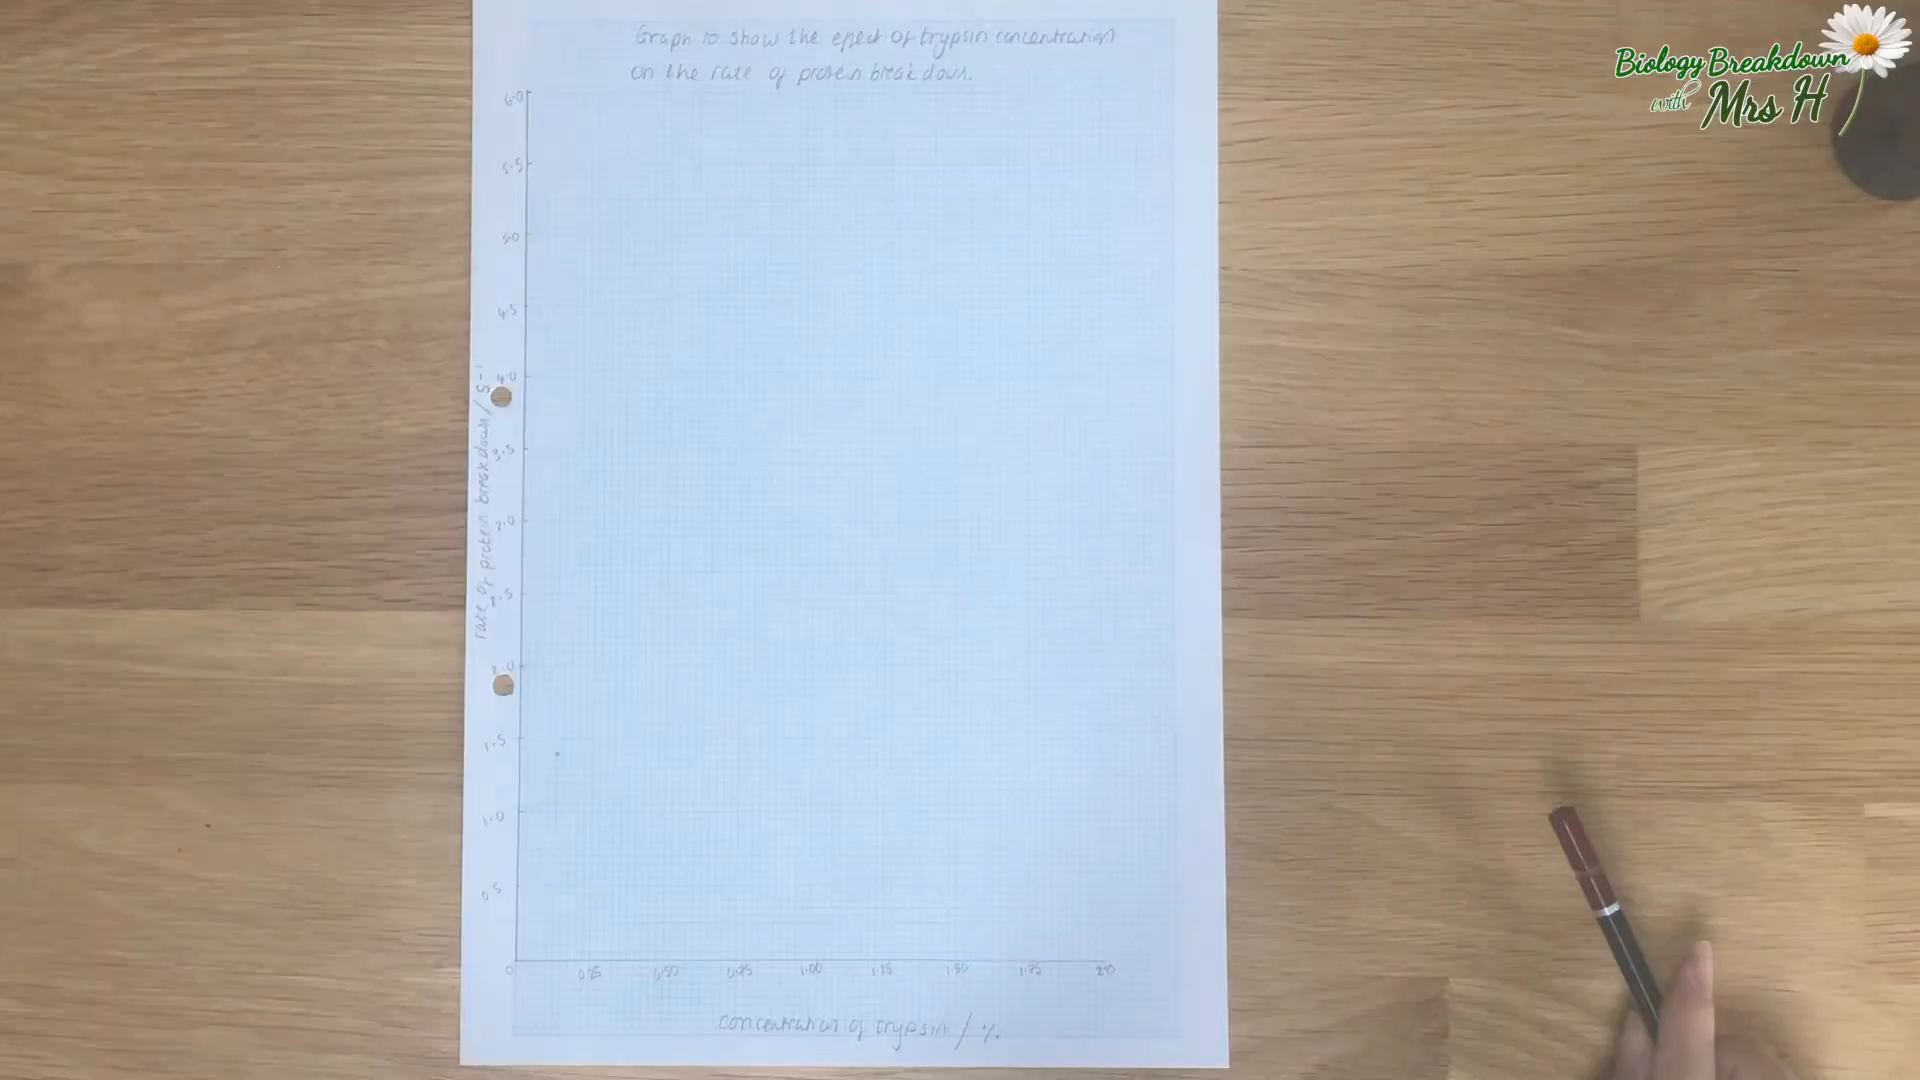 Biology Breakdown
with Mrs H
Graph to show the effect of trypsin concentration
on the rate of protein breakdown.
6.0
5.5
5.0
4.5
4.0
3.5
2.5
2.0
1.5
1.0
0.5
rate of protein breakdown / s-1
0 0.25 0.50 0.75 1.00 1.25 1.50 1.75 2.0
concentration of trypsin / %